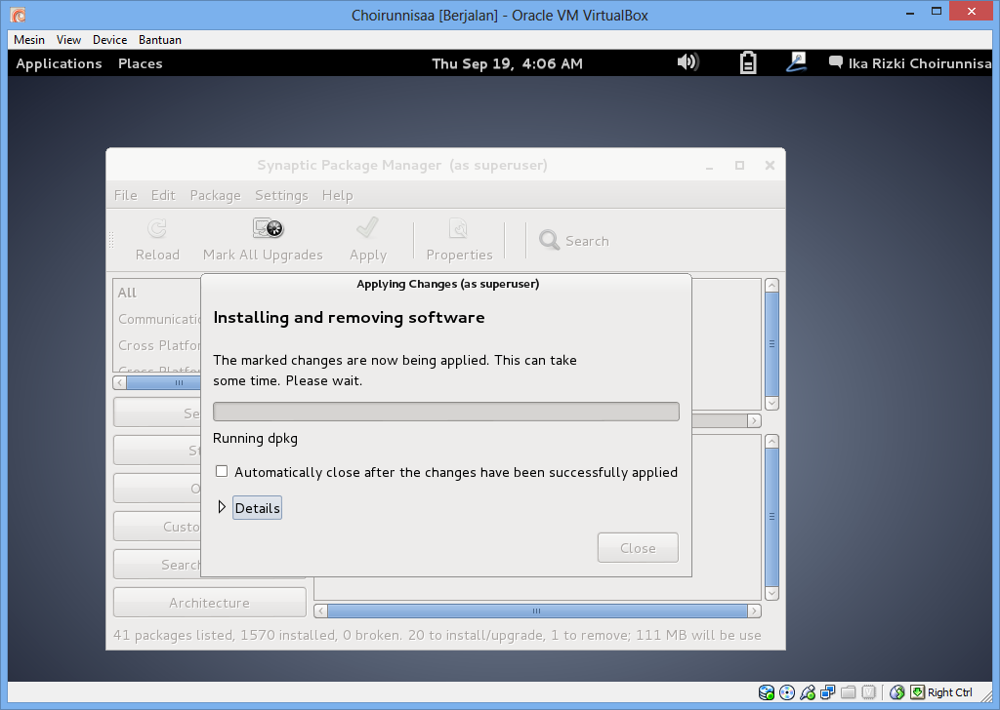 Choirunnisaa [Berjalan] - Oracle VM VirtualBox
Mesin View Device Bantuan
Applications Places Thu Sep 19, 4:06 AM Ika Rizki Choirunnisa
Synaptic Package Manager (as superuser)
File Edit Package Settings Help
Reload Mark All Upgrades Apply Properties Search
All
Communicatio
Cross Platfor
Cross Platfor
Applying Changes (as superuser)
Installing and removing software
The marked changes are now being applied. This can take
some time. Please wait.
Running dpkg
Automatically close after the changes have been successfully applied
Details
Close
Se
St
O
Custo
Search
Architecture
41 packages listed, 1570 installed, 0 broken. 20 to install/upgrade, 1 to remove; 111 MB will be use
Right Ctrl